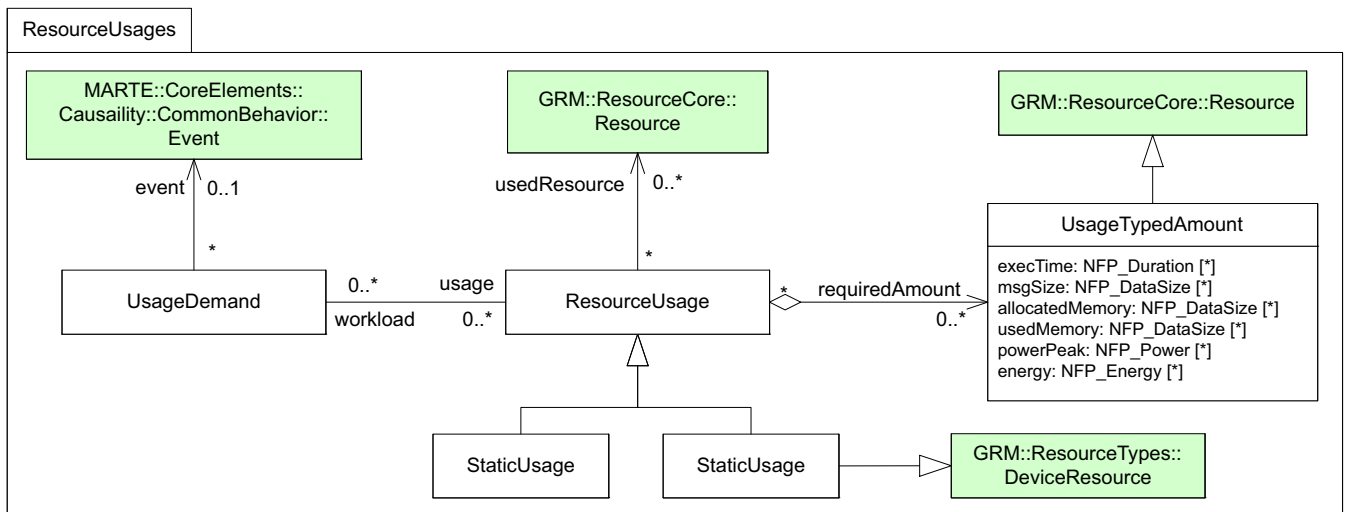 ResourceUsages
MARTE::CoreElements::
Causaility::CommonBehavior::
Event
GRM::ResourceCore::
Resource
GRM::ResourceCore::Resource
event
0..1
*
usedResource
0..*
*
UsageTypedAmount
execTime: NFP_Duration [*]
msgSize: NFP_DataSize [*]
allocatedMemory: NFP_DataSize [*]
usedMemory: NFP_DataSize [*]
powerPeak: NFP_Power [*]
energy: NFP_Energy [*]
UsageDemand
0..*
workload
usage
0..*
ResourceUsage
*
requiredAmount
0..*
StaticUsage
StaticUsage
GRM::ResourceTypes::
DeviceResource